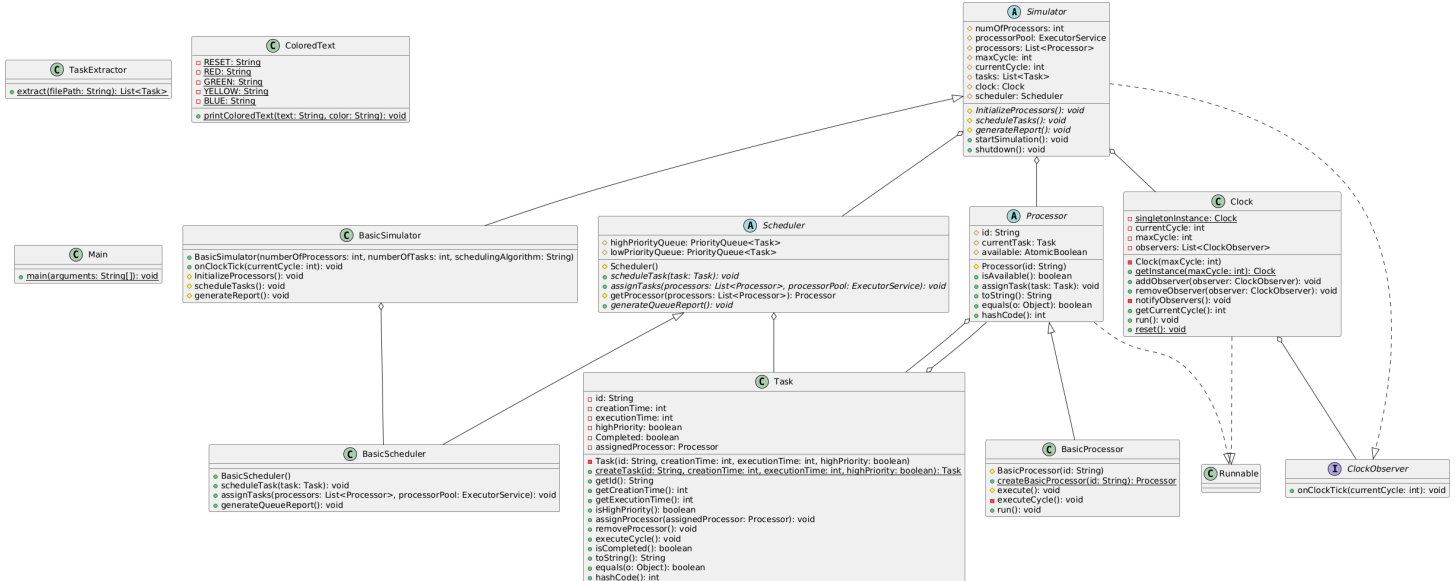 TaskExtractor
extract(filePath: String): List<Task>
ColoredText
RESET: String
RED: String
GREEN: String
YELLOW: String
BLUE: String
printColoredText(text: String, color: String): void
A Simulator
numOfProcessors: int
processorPool: ExecutorService
processors: List<Processor>
maxCycle: int
currentCycle: int
tasks: List<Task>
clock: Clock
scheduler: Scheduler
InitializeProcessors(): void
scheduleTasks(): void
generateReport(): void
startSimulation(): void
shutdown(): void
C Main
main(arguments: String[]): void
C BasicSimulator
BasicSimulator(numberOfProcessors: int, numberOfTasks: int, schedulingAlgorithm: String)
onClockTick(currentCycle: int): void
InitializeProcessors(): void
scheduleTasks(): void
generateReport(): void
A Scheduler
highPriorityQueue: PriorityQueue<Task>
lowPriorityQueue: PriorityQueue<Task>
Scheduler()
scheduleTask(task: Task): void
assignTasks(processors: List<Processor>, processorPool: ExecutorService): void
getProcessor(processors: List<Processor>): Processor
generateQueueReport(): void
A Processor
id: String
currentTask: Task
available: AtomicBoolean
Processor(id: String)
isAvailable(): boolean
assignTask(task: Task): void
toString(): String
equals(o: Object): boolean
hashCode(): int
C Clock
singletonInstance: Clock
currentCycle: int
maxCycle: int
observers: List<ClockObserver>
Clock(maxCycle: int)
getInstance(maxCycle: int): Clock
addObserver(observer: ClockObserver): void
removeObserver(observer: ClockObserver): void
notifyObservers(): void
getCurrentCycle(): int
run(): void
reset(): void
C BasicScheduler
BasicScheduler()
scheduleTask(task: Task): void
assignTasks(processors: List<Processor>, processorPool: ExecutorService): void
generateQueueReport(): void
C Task
id: String
creationTime: int
executionTime: int
highPriority: boolean
Completed: boolean
assignedProcessor: Processor
Task(id: String, creationTime: int, executionTime: int, highPriority: boolean)
createTask(id: String, creationTime: int, executionTime: int, highPriority: boolean): Task
getId(): String
getCreationTime(): int
getExecutionTime(): int
isHighPriority(): boolean
assignProcessor(assignedProcessor: Processor): void
removeProcessor(): void
executeCycle(): void
isCompleted(): boolean
toString(): String
equals(o: Object): boolean
hashCode(): int
C BasicProcessor
BasicProcessor(id: String)
createBasicProcessor(id: String): Processor
execute(): void
executeCycle(): void
run(): void
C Runnable
I ClockObserver
onClockTick(currentCycle: int): void